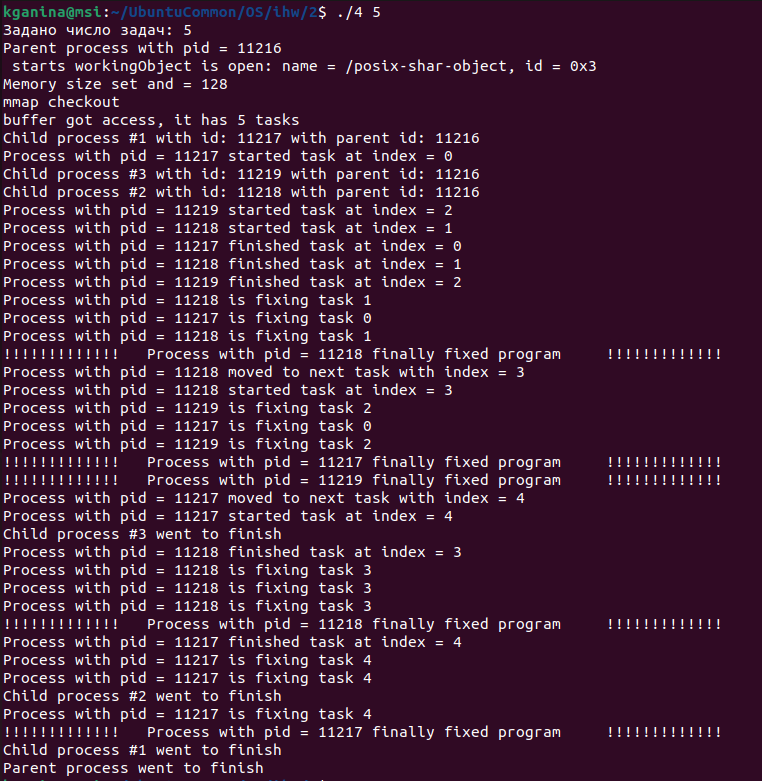 kganina@msi:~/UbuntuCommon/OS/ihw/2$ ./4 5
Задано число задач: 5
Parent process with pid = 11216
 starts workingObject is open: name = /posix-shar-object, id = 0x3
Memory size set and = 128
mmap checkout
buffer got access, it has 5 tasks
Child process #1 with id: 11217 with parent id: 11216
Process with pid = 11217 started task at index = 0
Child process #3 with id: 11219 with parent id: 11216
Child process #2 with id: 11218 with parent id: 11216
Process with pid = 11219 started task at index = 2
Process with pid = 11218 started task at index = 1
Process with pid = 11217 finished task at index = 0
Process with pid = 11218 finished task at index = 1
Process with pid = 11219 finished task at index = 2
Process with pid = 11218 is fixing task 1
Process with pid = 11217 is fixing task 0
Process with pid = 11218 is fixing task 1
!!!!!!!!!!!!!   Process with pid = 11218 finally fixed program     !!!!!!!!!!!!!
Process with pid = 11218 moved to next task with index = 3
Process with pid = 11218 started task at index = 3
Process with pid = 11219 is fixing task 2
Process with pid = 11217 is fixing task 0
Process with pid = 11219 is fixing task 2
!!!!!!!!!!!!!   Process with pid = 11217 finally fixed program     !!!!!!!!!!!!!
!!!!!!!!!!!!!   Process with pid = 11219 finally fixed program     !!!!!!!!!!!!!
Process with pid = 11217 moved to next task with index = 4
Process with pid = 11217 started task at index = 4
Child process #3 went to finish
Process with pid = 11218 finished task at index = 3
Process with pid = 11218 is fixing task 3
Process with pid = 11218 is fixing task 3
Process with pid = 11218 is fixing task 3
!!!!!!!!!!!!!   Process with pid = 11218 finally fixed program     !!!!!!!!!!!!!
Process with pid = 11217 finished task at index = 4
Process with pid = 11217 is fixing task 4
Process with pid = 11217 is fixing task 4
Child process #2 went to finish
Process with pid = 11217 is fixing task 4
!!!!!!!!!!!!!   Process with pid = 11217 finally fixed program     !!!!!!!!!!!!!
Child process #1 went to finish
Parent process went to finish